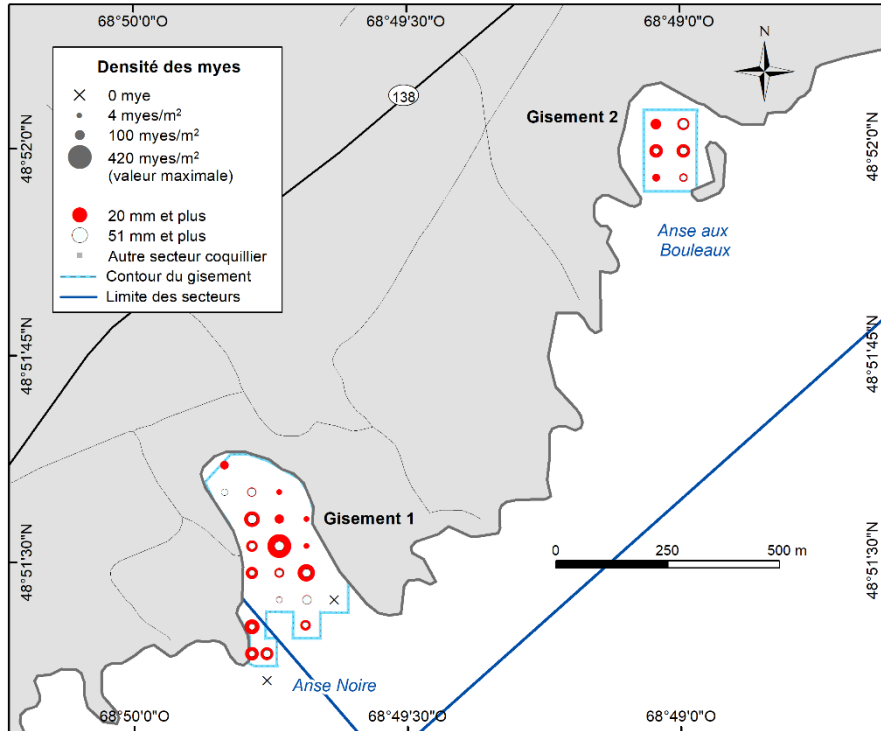 68°50'0"O
68°49'30"O
68°49'0"O
N
Densité des myes
0 mye
4 myes/m²
100 myes/m²
420 myes/m²
(valeur maximale)
20 mm et plus
51 mm et plus
Autre secteur coquillier
Contour du gisement
Limite des secteurs
138
Gisement 2
48°52'0"N
48°52'0"N
Anse aux
Bouleaux
48°51'45"N
48°51'45"N
Gisement 1
48°51'30"N
48°51'30"N
0
250
500 m
Anse Noire
68°50'0"O
68°49'30"O
68°49'0"O